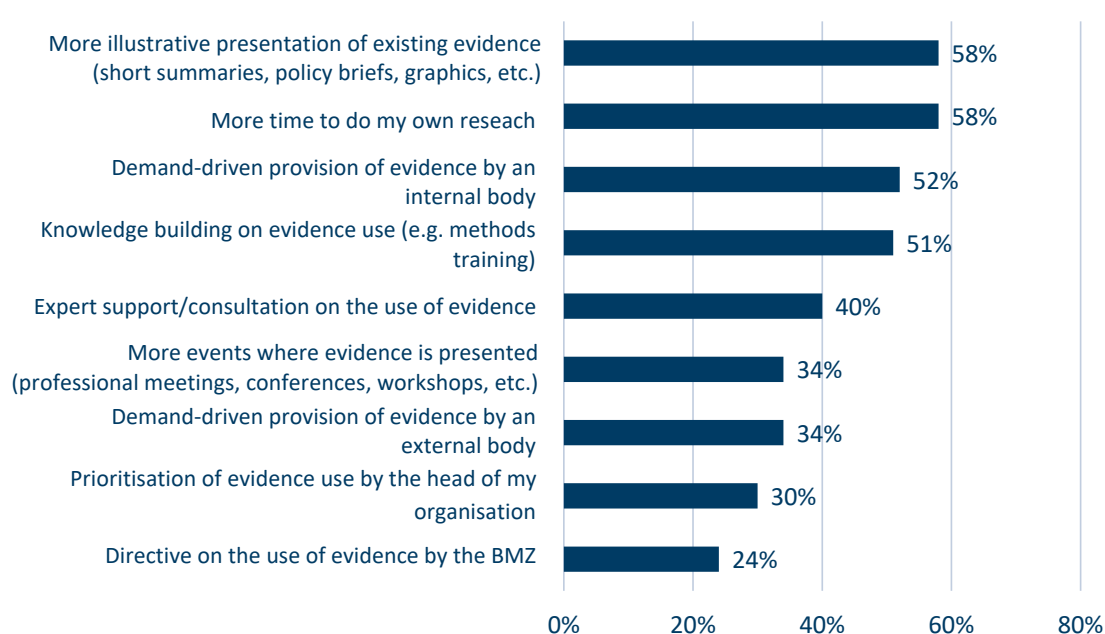 More illustrative presentation of existing evidence
(short summaries, policy briefs, graphics, etc.)
58%
More time to do my own reseach
58%
Demand-driven provision of evidence by an
internal body
52%
Knowledge building on evidence use (e.g. methods
training)
51%
Expert support/consultation on the use of evidence
40%
More events where evidence is presented
(professional meetings, conferences, workshops, etc.)
34%
Demand-driven provision of evidence by an
external body
34%
Prioritisation of evidence use by the head of my
organisation
30%
Directive on the use of evidence by the BMZ
24%
0% 20% 40% 60% 80%